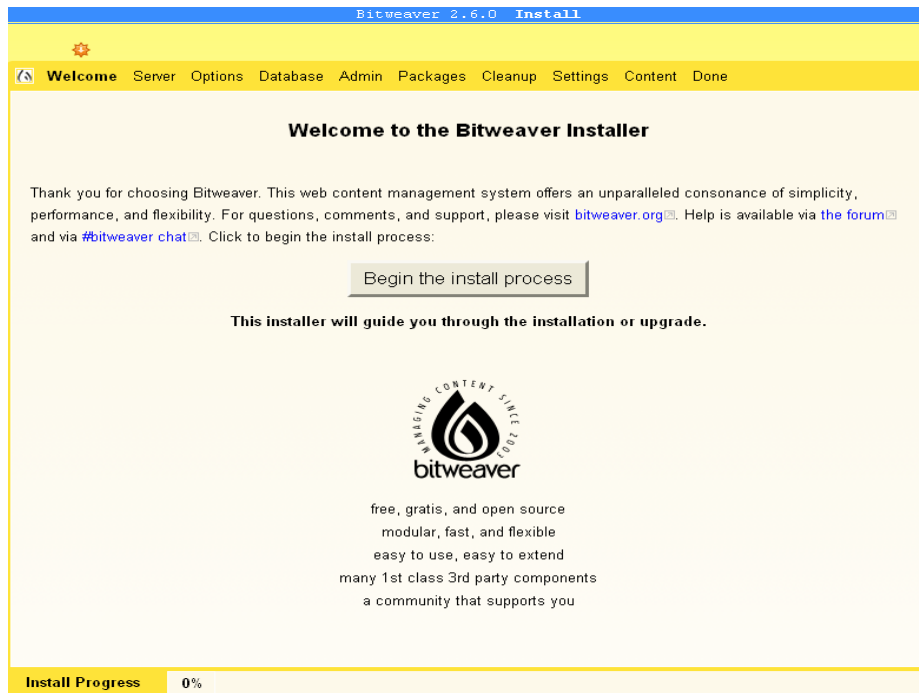 Bitweaver 2.6.0 Install
Welcome Server Options Database Admin Packages Cleanup Settings Content Done
Welcome to the Bitweaver Installer
Thank you for choosing Bitweaver. This web content management system offers an unparalleled consonance of simplicity,
performance, and flexibility. For questions, comments, and support, please visit bitweaver.org. Help is available via the forum
and via #bitweaver chat. Click to begin the install process:
Begin the install process
This installer will guide you through the installation or upgrade.
MANAGING CONTENT SINCE 2003
bitweaver
free, gratis, and open source
modular, fast, and flexible
easy to use, easy to extend
many 1st class 3rd party components
a community that supports you
Install Progress 0%